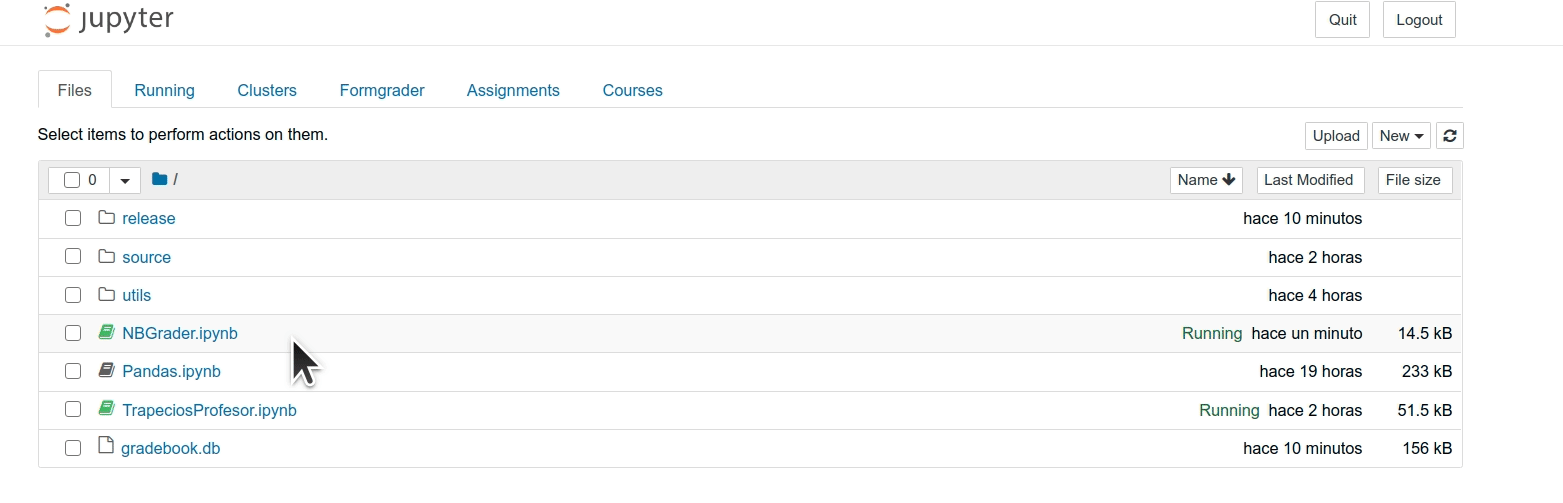 jupyter Quit Logout
Files Running Clusters Formgrader Assignments Courses
Select items to perform actions on them. Upload New
0 / Name Last Modified File size
release hace 10 minutos
source hace 2 horas
utils hace 4 horas
NBGrader.ipynb Running hace un minuto 14.5 kB
Pandas.ipynb hace 19 horas 233 kB
TrapeciosProfesor.ipynb Running hace 2 horas 51.5 kB
gradebook.db hace 10 minutos 156 kB